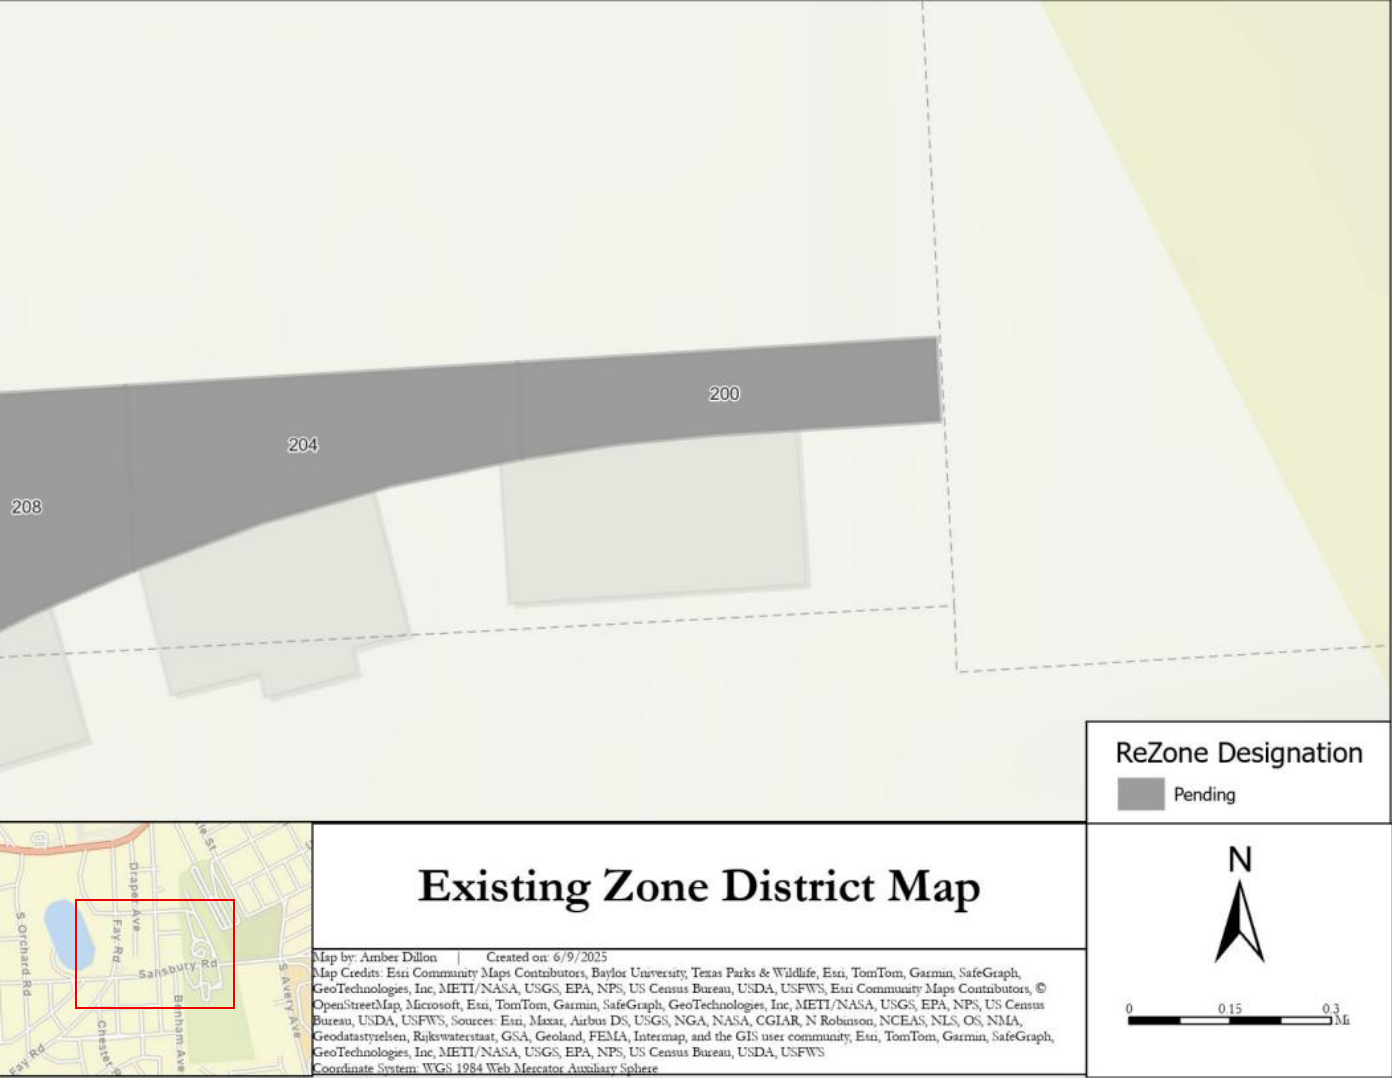 200
204
208
ReZone Designation
Pending
Draper Ave
S Orchard Rd
Fay Rd
Salisbury Rd
S Avery Ave
Benham Ave
Fay Rd
Existing Zone District Map
Map by: Amber Dillon | Created on: 6/9/2025
Map Credits: Esri Community Maps Contributors, Baylor University, Texas Parks & Wildlife, Esri, TomTom, Garmin, SafeGraph,
GeoTechnologies, Inc, METI/NASA, USGS, EPA, NPS, US Census Bureau, USDA, USFWS, Esri Community Maps Contributors, ©
OpenStreetMap, Microsoft, Esri, TomTom, Garmin, SafeGraph, GeoTechnologies, Inc, METI/NASA, USGS, EPA, NPS, US Census
Bureau, USDA, USFWS, Sources: Esri, Maxar, Airbus DS, USGS, NGA, NASA, CGIAR, N Robinson, NCEAS, NLS, OS, NMA,
Geodatastyrelsen, Rijkswaterstaat, GSA, Geoland, FEMA, Intermap, and the GIS user community, Esri, TomTom, Garmin, SafeGraph,
GeoTechnologies, Inc, METI/NASA, USGS, EPA, NPS, US Census Bureau, USDA, USFWS
Coordinate System: WGS 1984 Web Mercator Auxiliary Sphere
N
0 0.15 0.3
Mi